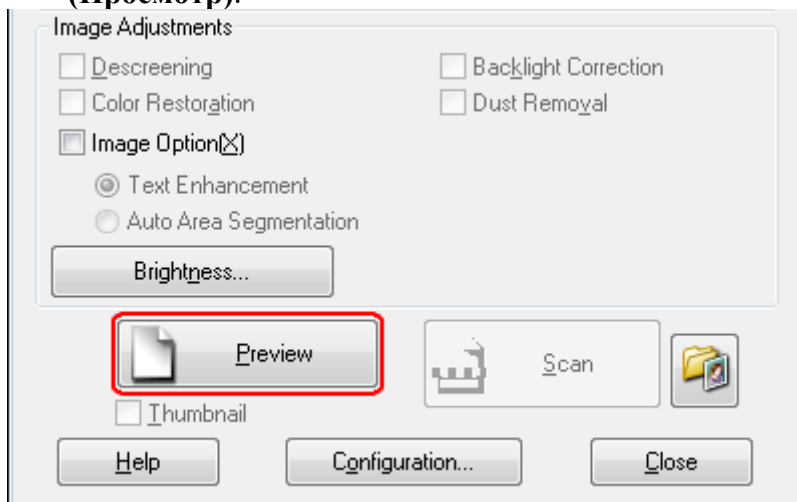 (Просмотр).
Image Adjustments
Descreening
Backlight Correction
Color Restoration
Dust Removal
Image Option(X)
Text Enhancement
Auto Area Segmentation
Brightness...
Preview
Scan
Thumbnail
Help
Configuration...
Close